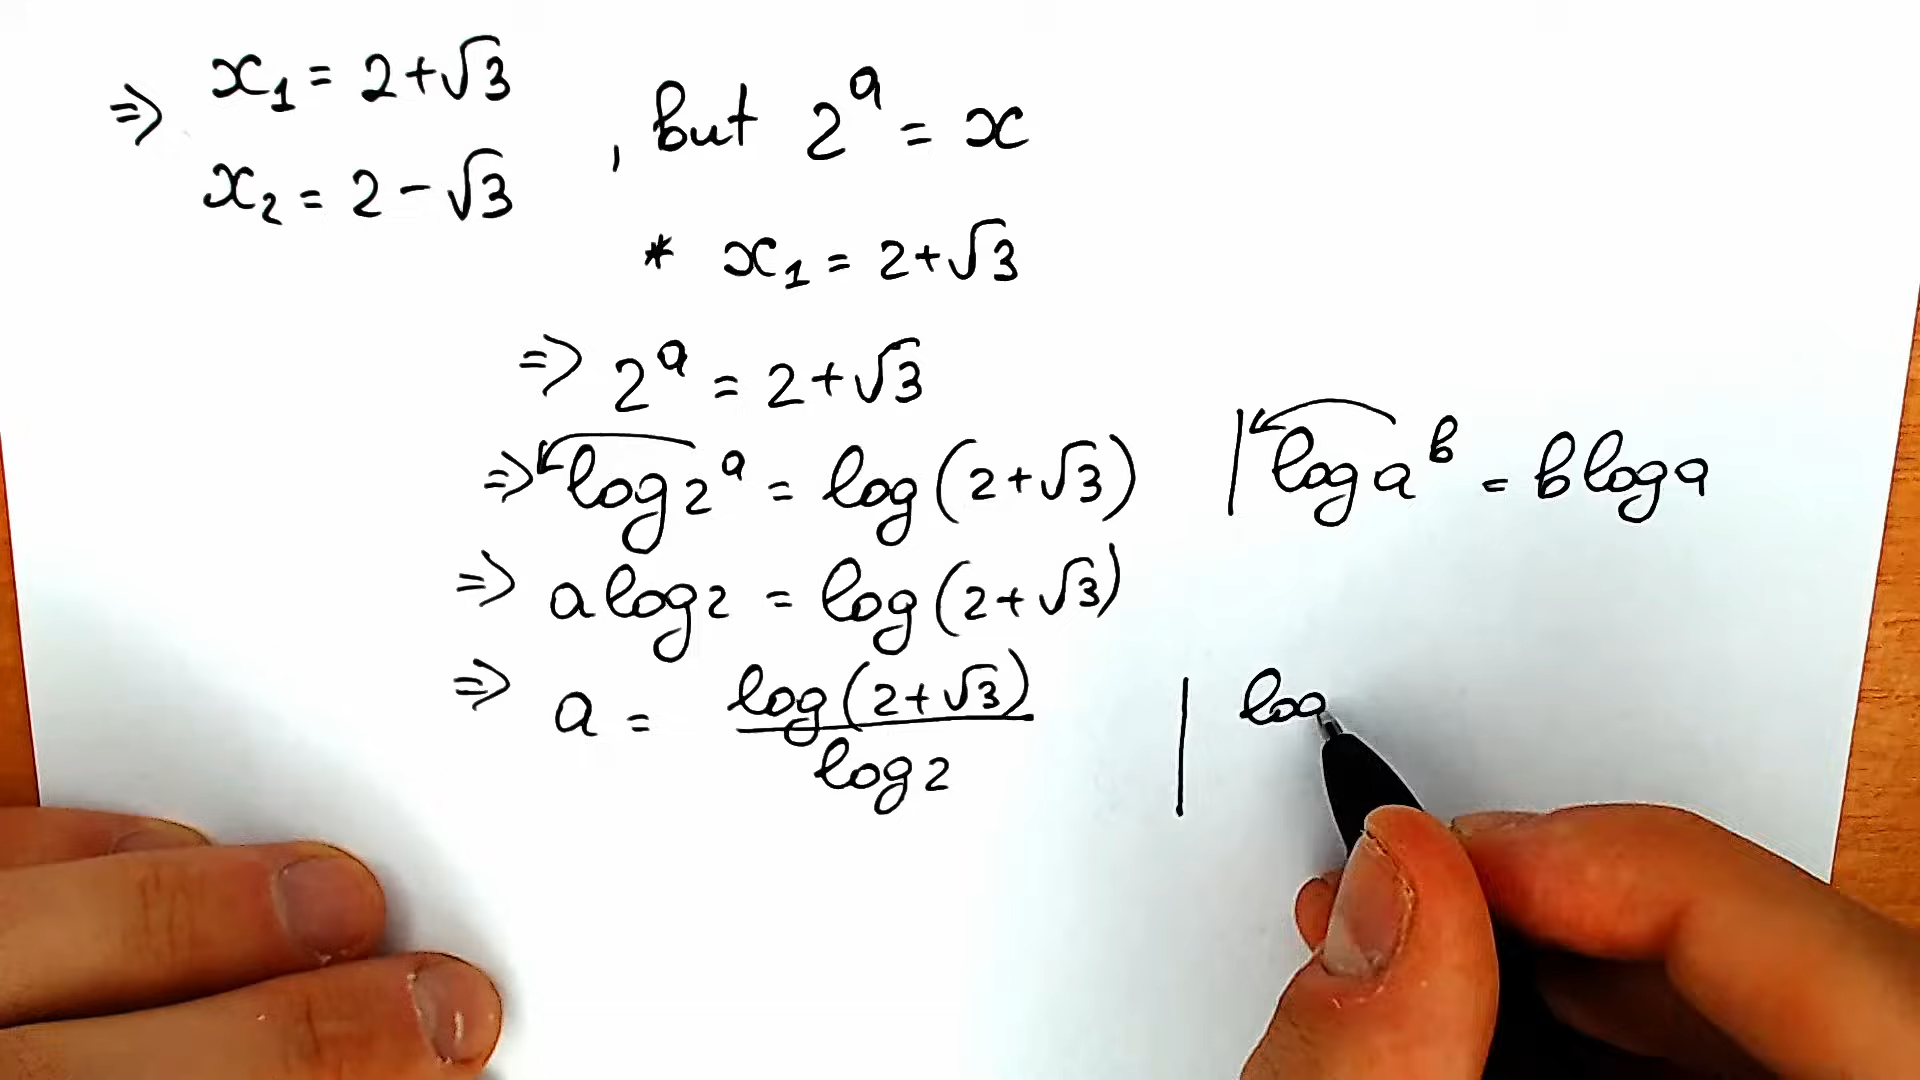 ⇒ x₁ = 2+√3
x₂ = 2-√3
, but 2ᵃ = x
* x₁ = 2+√3
⇒ 2ᵃ = 2+√3
⇒ log 2ᵃ = log (2+√3) | log aᵇ = b log a
⇒ a log 2 = log (2+√3)
⇒ a = log (2+√3) / log 2 | log